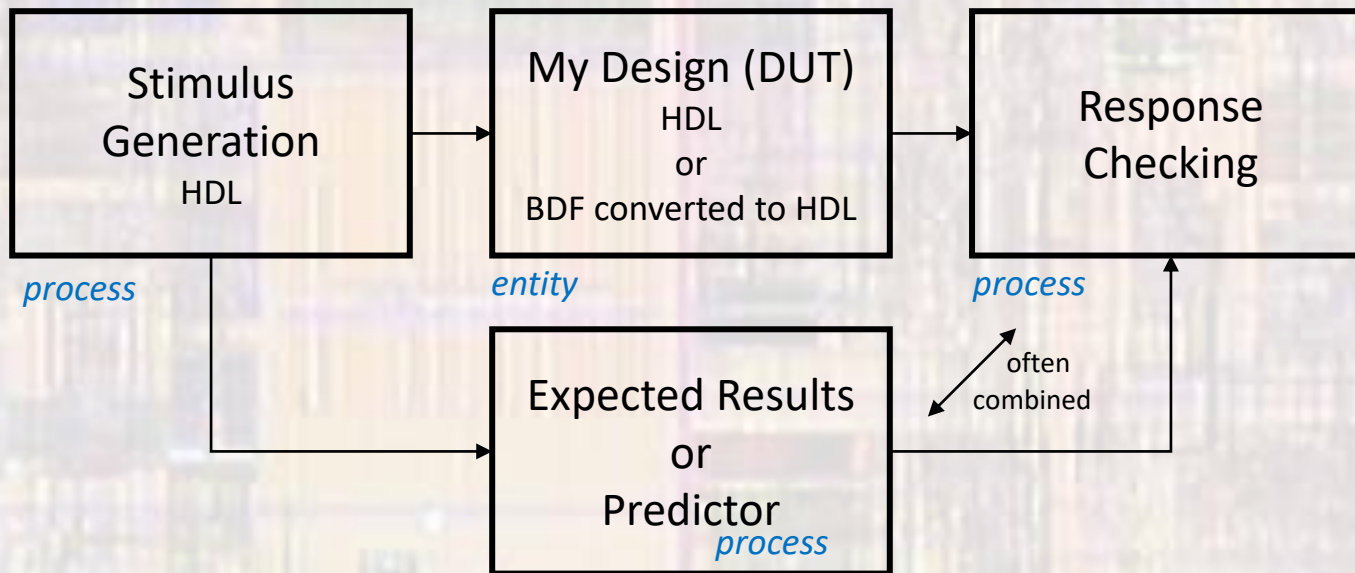 Stimulus
Generation
HDL
process
My Design (DUT)
HDL
or
BDF converted to HDL
entity
Response
Checking
process
often
combined
Expected Results
or
Predictor
process